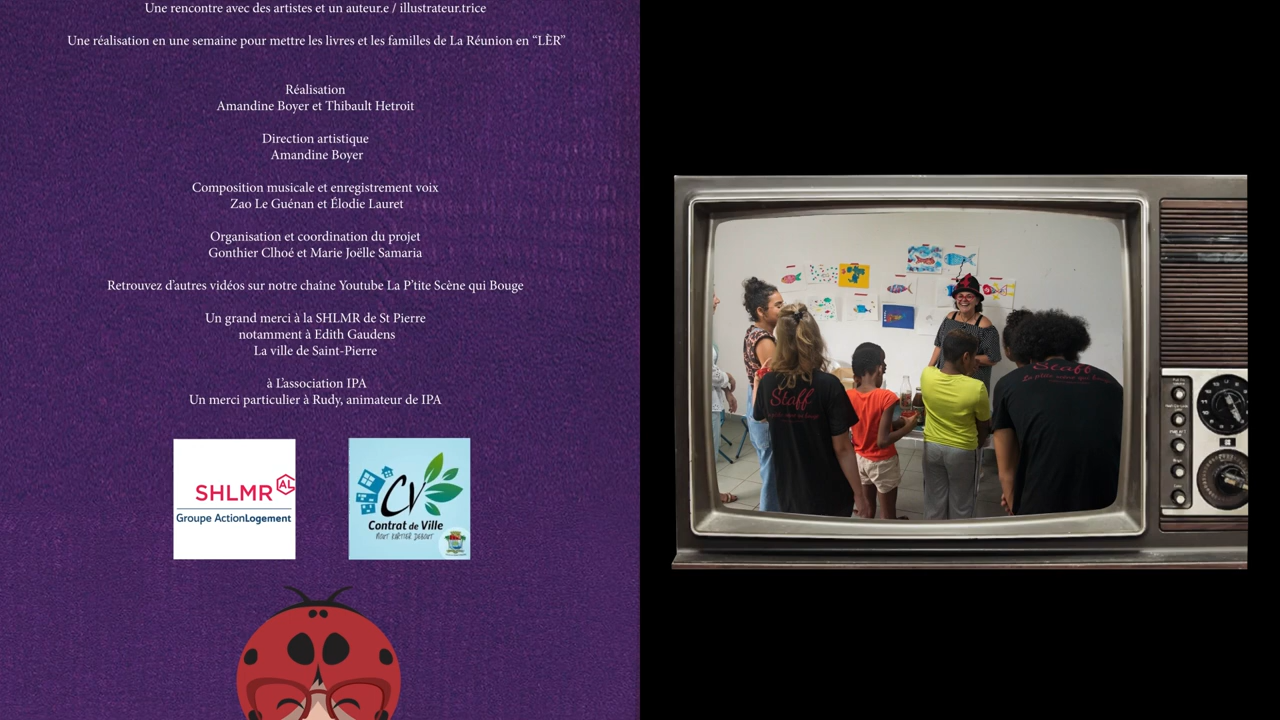 Une rencontre avec des artistes et un auteur.e / illustrateur.trice
Une réalisation en une semaine pour mettre les livres et les familles de La Réunion en “LÈR”
Réalisation
Amandine Boyer et Thibault Hetroit
Direction artistique
Amandine Boyer
Composition musicale et enregistrement voix
Zao Le Guénan et Élodie Lauret
Organisation et coordination du projet
Gonthier Clhoé et Marie Joëlle Samaria
Retrouvez d’autres vidéos sur notre chaîne Youtube La P’tite Scène qui Bouge
Un grand merci à la SHLMR de St Pierre
notamment à Edith Gaudens
La ville de Saint-Pierre
à L’association IPA
Un merci particulier à Rudy, animateur de IPA
SHLMR AL
Groupe ActionLogement
CV
Contrat de Ville
Staff
Staff